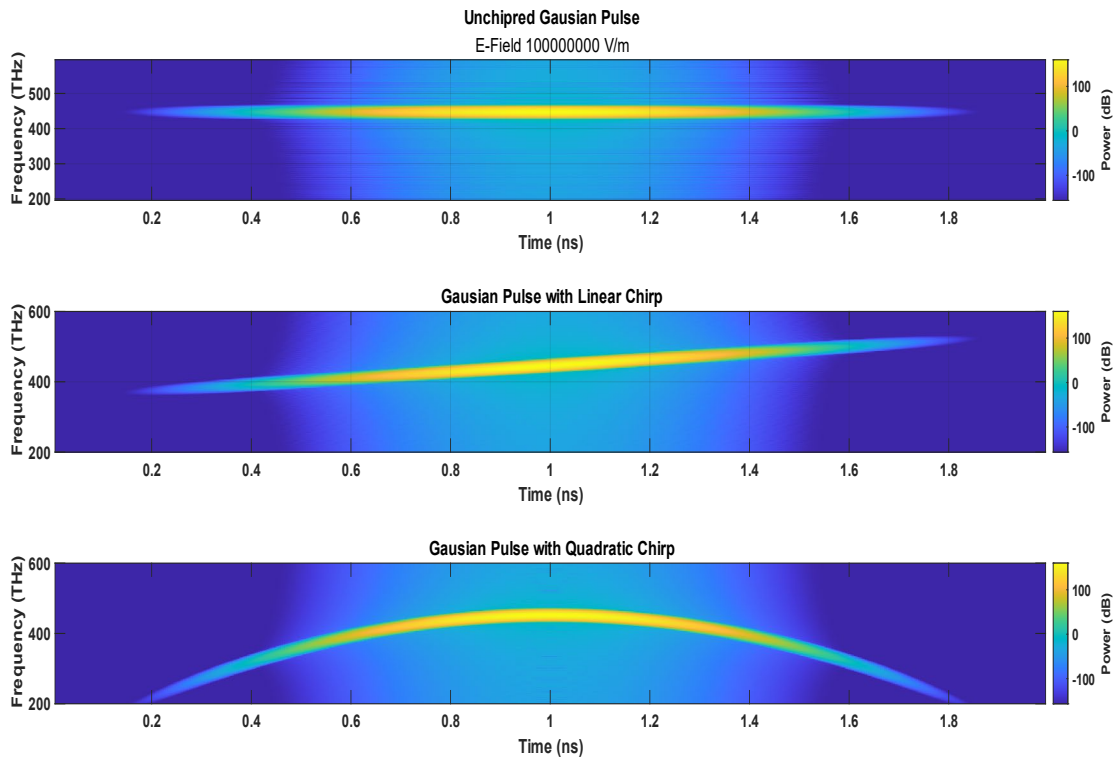 Unchipred Gausian Pulse
E-Field 100000000 V/m
Frequency (THz)
500
400
300
200
0.2 0.4 0.6 0.8 1 1.2 1.4 1.6 1.8
Time (ns)
100
0
-100
Power (dB)
Gausian Pulse with Linear Chirp
Frequency (THz)
600
400
200
0.2 0.4 0.6 0.8 1 1.2 1.4 1.6 1.8
Time (ns)
100
0
-100
Power (dB)
Gausian Pulse with Quadratic Chirp
Frequency (THz)
600
400
200
0.2 0.4 0.6 0.8 1 1.2 1.4 1.6 1.8
Time (ns)
100
0
-100
Power (dB)